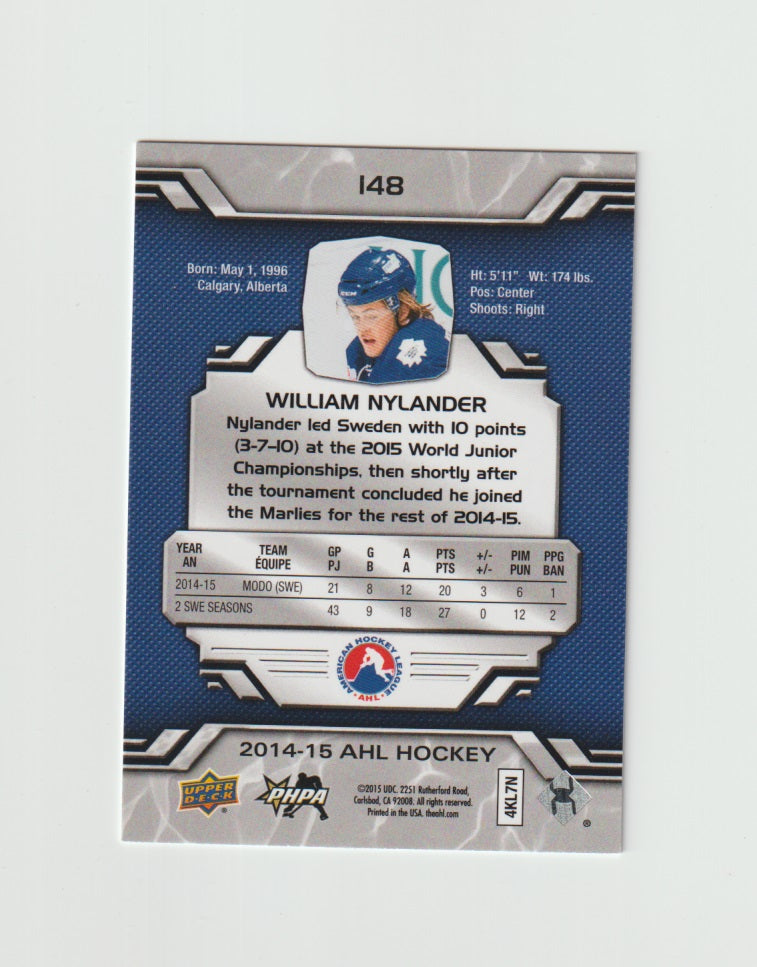 148
Born: May 1, 1996
Calgary, Alberta
Ht: 5'11" Wt: 174 lbs.
Pos: Center
Shoots: Right
CCM
WILLIAM NYLANDER
Nylander led Sweden with 10 points
(3-7-10) at the 2015 World Junior
Championships, then shortly after
the tournament concluded he joined
the Marlies for the rest of 2014-15.
YEAR TEAM GP G A PTS +/- PIM PPG
AN ÉQUIPE PJ B A PTS +/- PUN BAN
2014-15 MODO (SWE) 21 8 12 20 3 6 1
2 SWE SEASONS 43 9 18 27 0 12 2
AMERICAN HOCKEY LEAGUE
• AHL •
2014-15 AHL HOCKEY
UPPER
D·E·C·K
®
PHPA
©2015 UDC. 2251 Rutherford Road,
Carlsbad, CA 92008. All rights reserved.
Printed in the USA. theahl.com
4KL7N
®